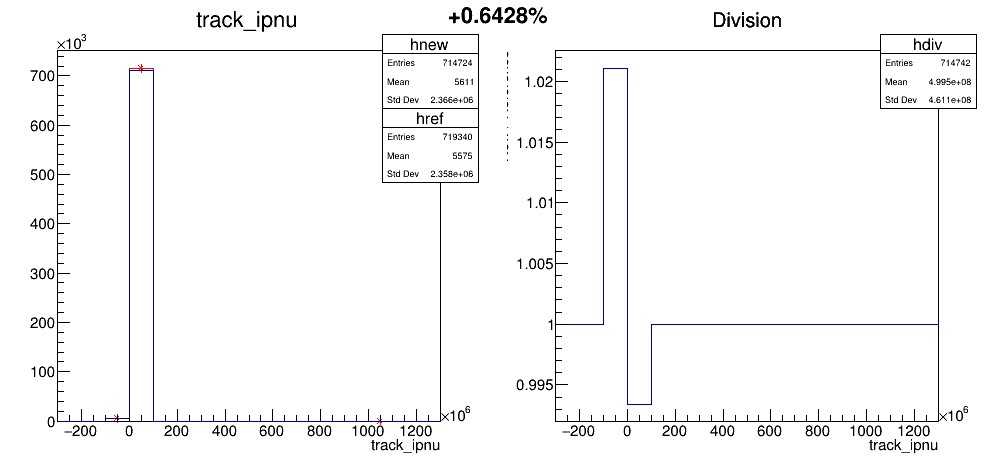 track_ipnu
+0.6428%
Division
×10³
hnew
Entries 714724
Mean 5611
Std Dev 2.366e+06
href
Entries 719340
Mean 5575
Std Dev 2.358e+06
700
600
500
400
300
200
100
0
−200 0 200 400 600 800 1000 1200
×10⁶
track_ipnu
hdiv
Entries 714742
Mean 4.995e+08
Std Dev 4.611e+08
1.02
1.015
1.01
1.005
1
0.995
−200 0 200 400 600 800 1000 1200
×10⁶
track_ipnu